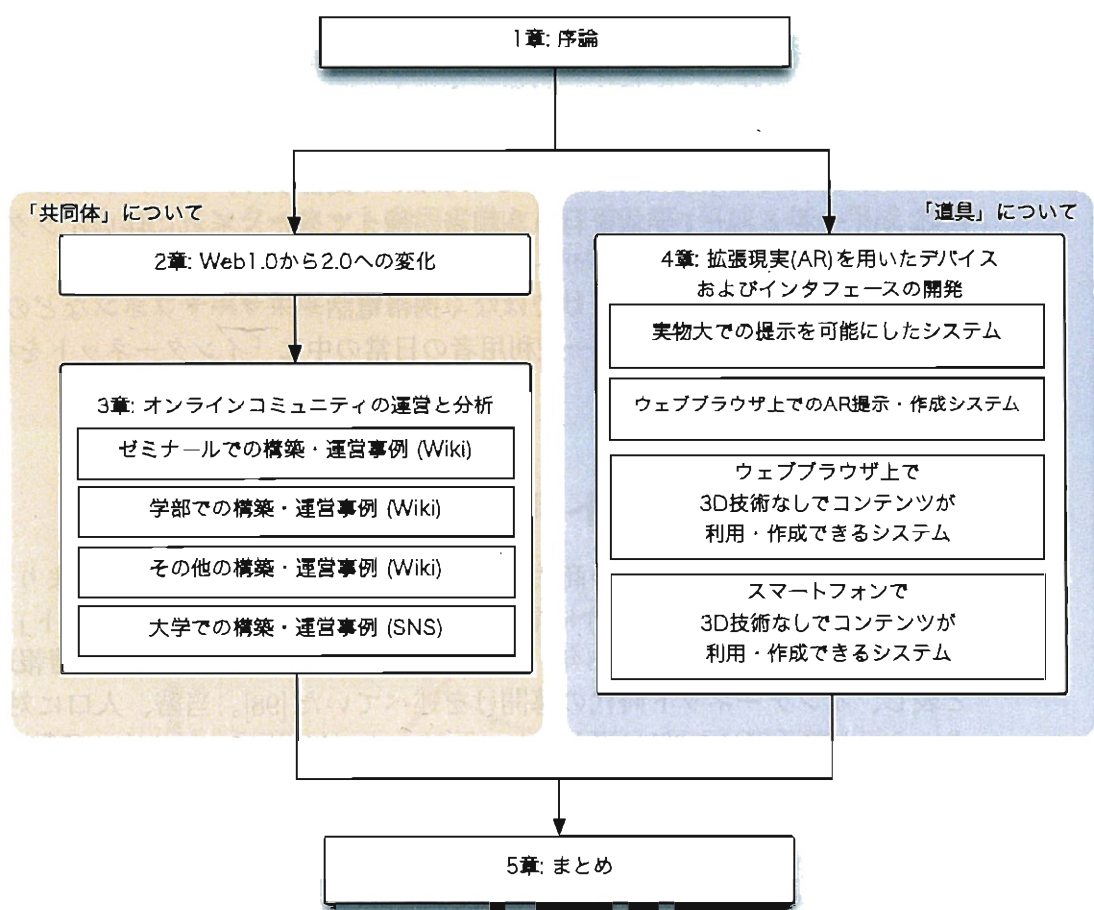 1章: 序論
「共同体」について
2章: Web1.0から2.0への変化
3章: オンラインコミュニティの運営と分析
ゼミナールでの構築・運営事例 (Wiki)
学部での構築・運営事例 (Wiki)
その他の構築・運営事例 (Wiki)
大学での構築・運営事例 (SNS)
「道具」について
4章: 拡張現実(AR)を用いたデバイス
およびインタフェースの開発
実物大での提示を可能にしたシステム
ウェブブラウザ上でのAR提示・作成システム
ウェブブラウザ上で
3D技術なしでコンテンツが
利用・作成できるシステム
スマートフォンで
3D技術なしでコンテンツが
利用・作成できるシステム
5章: まとめ